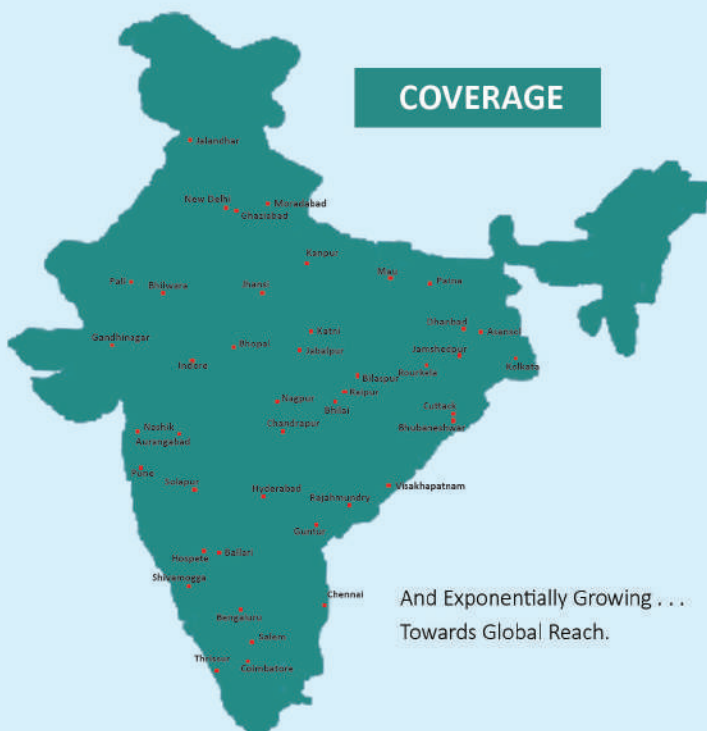 COVERAGE
Jalandhar
New Delhi
Moradabad
Ghaziabad
Kanpur
Mau
Patna
Pali
Bhilwara
Jhansi
Dhanbad
Asansol
Gandhinagar
Bhopal
Katni
Jabalpur
Jamshedpur
Kolkata
Indore
Rourkela
Bilaspur
Raipur
Nagpur
Bhilai
Cuttack
Bhubaneshwar
Nashik
Chandrapur
Aurangabad
Pune
Solapur
Hyderabad
Visakhapatnam
Rajahmundry
Guntur
Hospete
Ballari
Shivamogga
Chennai
And Exponentially Growing . . .
Bengaluru
Towards Global Reach.
Salem
Thrissur
Coimbatore